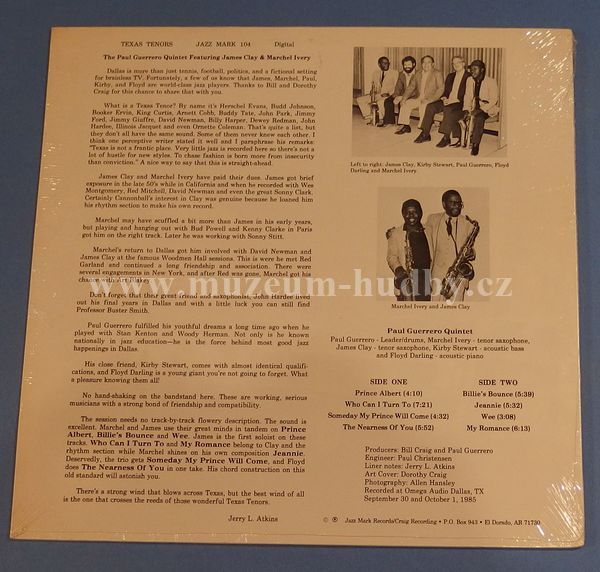 TEXAS TENORS JAZZ MARK 104 Digital
The Paul Guerrero Quintet Featuring James Clay & Marchel Ivery
Dallas is more than just tennis, football, politics, and a fictional setting
for brainless TV. Fortunately, a few of us know that James, Marchel, Paul,
Kirby, and Floyd are world-class jazz players. Thanks to Bill and Dorothy
Craig for this chance to share that with you.
What is a Texas Tenor? By name it's Herschel Evans, Budd Johnson,
Booker Ervin, King Curtis, Arnett Cobb, Buddy Tate, John Park, Jimmy
Ford, Jimmy Giuffre, David Newman, Billy Harper, Dewey Redman, John
Hardee, Illinois Jacquet and even Ornette Coleman. That's quite a list, but
they don't all have the same sound. Some of them never knew each other. I
think one perceptive writer stated it well and I paraphrase his remark:
"Texas is not a frantic place. Very little jazz is recorded here so there's not a
lot of hustle for new styles. To chase fashion is born more from insecurity
than conviction." A nice way to say that this is straight-ahead.
James Clay and Marchel Ivery have paid their dues. James got brief
exposure in the late 50's while in California and when he recorded with Wes
Montgomery, Red Mitchell, David Newman and even the great Sonny Clark.
Certainly Cannonball's interest in Clay was genuine because he loaned him
his rhythm section to make his own record.
Marchel may have scuffled a bit more than James in his early years,
but playing and hanging out with Bud Powell and Kenny Clarke in Paris
got him on the right track. Later he was working with Sonny Stitt.
Marchel's return to Dallas got him involved with David Newman and
James Clay at the famous Woodmen Hall sessions. This is were he met Red
Garland and continued a long friendship and association. There were
several engagements in New York, and after Red was gone, Marchel got his
chance with Art Blakey.
Don't forget that their great friend and saxophonist, John Hardee lived
out his final years in Dallas and with a little luck you can still find
Professor Buster Smith.
Paul Guerrero fulfilled his youthful dreams a long time ago when he
played with Stan Kenton and Woody Herman. Not only is he known
nationally in jazz education—he is the force behind most good jazz
happenings in Dallas.
His close friend, Kirby Stewart, comes with almost identical qualifi-
cations, and Floyd Darling is a young giant you're not going to forget. What
a pleasure knowing them all!
No hand-shaking on the bandstand here. These are working, serious
musicians with a strong bond of friendship and compatibility.
The session needs no track-by-track flowery description. The sound is
excellent. Marchel and James use their great minds in tandem on Prince
Albert, Billie's Bounce and Wee. James is the first soloist on these
tracks. Who Can I Turn To and My Romance belong to Clay and the
rhythm section while Marchel shines on his own composition Jeannie.
Deservedly, the trio gets Someday My Prince Will Come, and Floyd
does The Nearness Of You in one take. His chord construction on this
old standard will astonish you.
There's a strong wind that blows across Texas, but the best wind of all
is the one that crosses the reeds of those wonderful Texas Tenors.
Jerry L. Atkins
Left to right: James Clay, Kirby Stewart, Paul Guerrero, Floyd
Darling and Marchel Ivery
Marchel Ivery and James Clay
www.muzeum-hudby.cz
Paul Guerrero Quintet
Paul Guerrero - Leader/drums, Marchel Ivery - tenor saxophone,
James Clay - tenor saxophone, Kirby Stewart - acoustic bass
and Floyd Darling - acoustic piano
SIDE ONE
Prince Albert (4:10)
Who Can I Turn To (7:21)
Someday My Prince Will Come (4:32)
The Nearness Of You (5:52)
SIDE TWO
Billie's Bounce (5:39)
Jeannie (5:32)
Wee (3:08)
My Romance (6:13)
Producers: Bill Craig and Paul Guerrero
Engineer: Paul Christensen
Liner notes: Jerry L. Atkins
Art Cover: Dorothy Craig
Photography: Allen Hansley
Recorded at Omega Audio Dallas, TX
September 30 and October 1, 1985
© ℗ Jazz Mark Records/Craig Recording • P.O. Box 943 • El Dorado, AR 71730